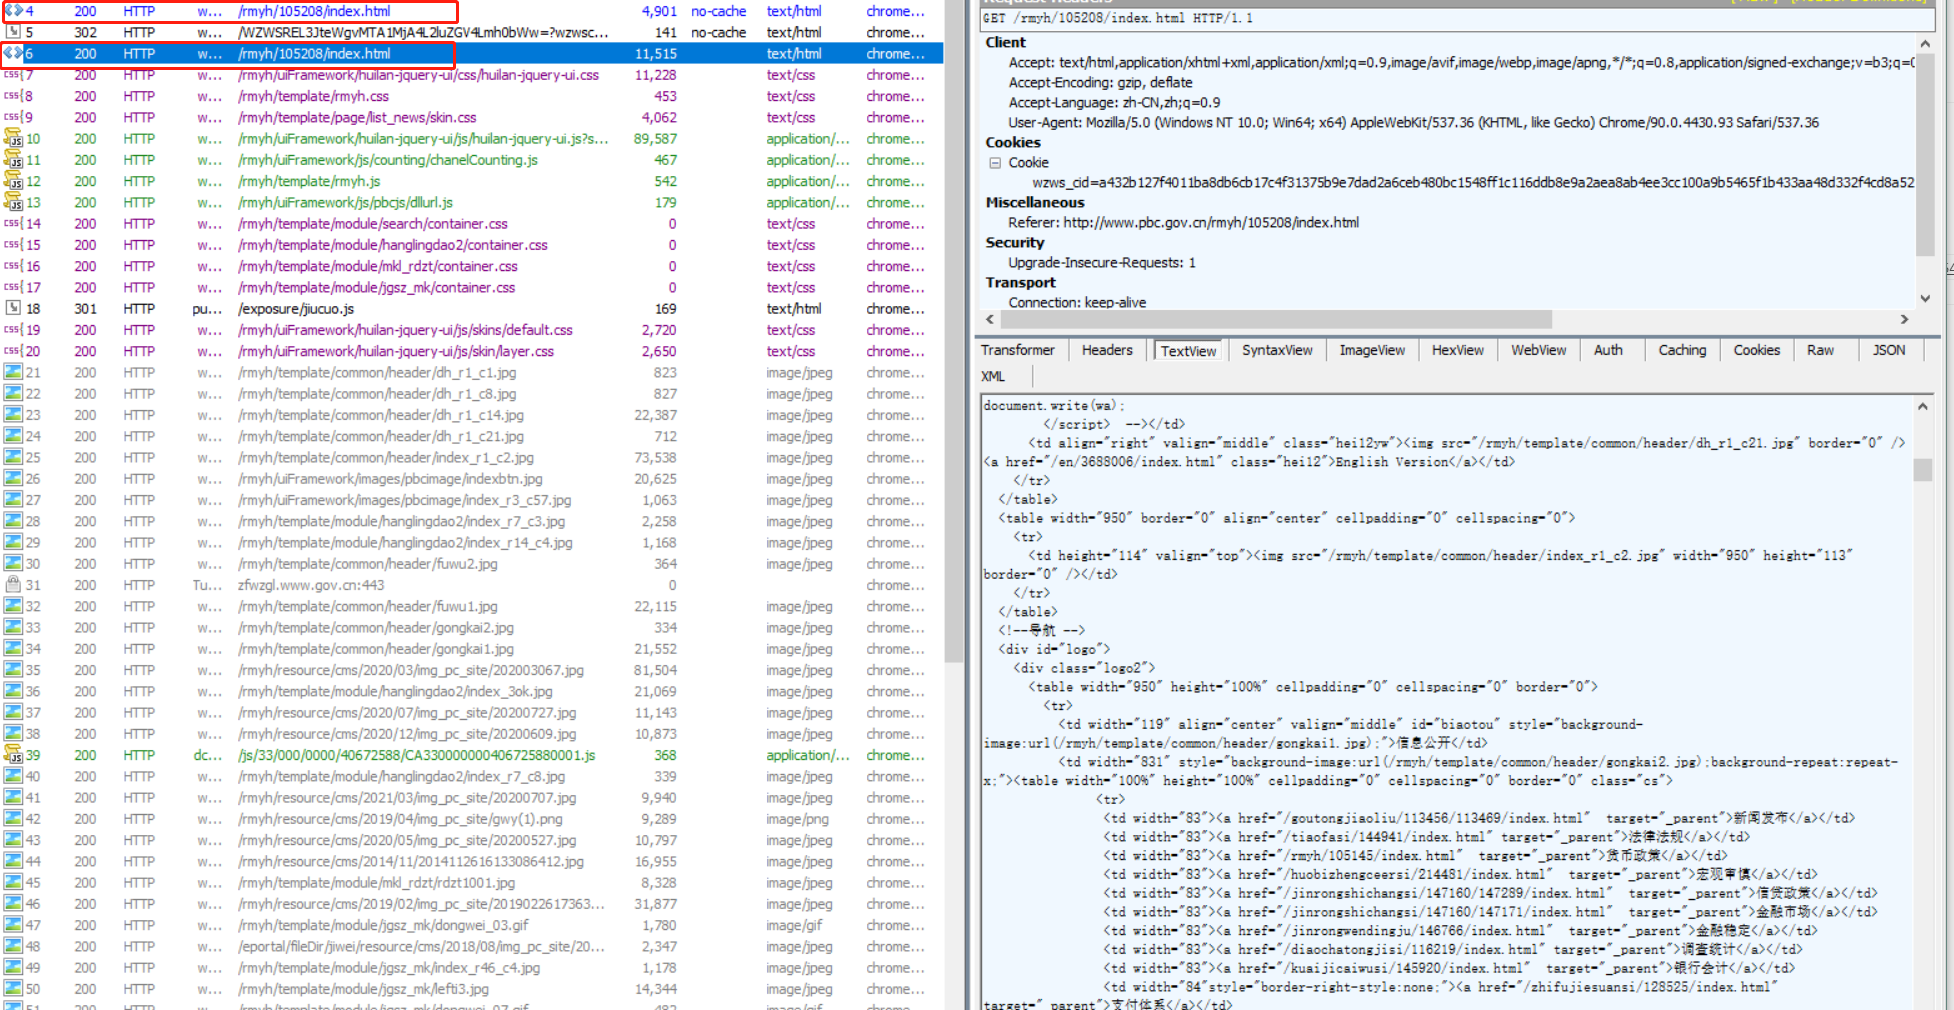 4 200 HTTP w... /rmyh/105208/index.html 4,901 no-cache text/html chrome...
5 302 HTTP w... /WZWSREL3JteWgvMTA1MjA4L2luZGV4Lmh0bWw=?wzwsc... 141 no-cache text/html chrome...
6 200 HTTP w... /rmyh/105208/index.html 11,515 text/html chrome...
7 200 HTTP w... /rmyh/uiFramework/huilan-jquery-ui/css/huilan-jquery-ui.css 11,228 text/css chrome...
8 200 HTTP w... /rmyh/template/rmyh.css 453 text/css chrome...
9 200 HTTP w... /rmyh/template/page/list_news/skin.css 4,062 text/css chrome...
10 200 HTTP w... /rmyh/uiFramework/huilan-jquery-ui/js/huilan-jquery-ui.js?s... 89,587 application/... chrome...
11 200 HTTP w... /rmyh/uiFramework/js/counting/chanelCounting.js 467 application/... chrome...
12 200 HTTP w... /rmyh/template/rmyh.js 542 application/... chrome...
13 200 HTTP w... /rmyh/uiFramework/js/pbcjs/dllurl.js 179 application/... chrome...
14 200 HTTP w... /rmyh/template/module/search/container.css 0 text/css chrome...
15 200 HTTP w... /rmyh/template/module/hanglingdao2/container.css 0 text/css chrome...
16 200 HTTP w... /rmyh/template/module/mkl_rdzt/container.css 0 text/css chrome...
17 200 HTTP w... /rmyh/template/module/jgsz_mk/container.css 0 text/css chrome...
18 301 HTTP pu... /exposure/jiucuo.js 169 text/html chrome...
19 200 HTTP w... /rmyh/uiFramework/huilan-jquery-ui/js/skins/default.css 2,720 text/css chrome...
20 200 HTTP w... /rmyh/uiFramework/huilan-jquery-ui/js/skin/layer.css 2,650 text/css chrome...
21 200 HTTP w... /rmyh/template/common/header/dh_r1_c1.jpg 823 image/jpeg chrome...
22 200 HTTP w... /rmyh/template/common/header/dh_r1_c8.jpg 827 image/jpeg chrome...
23 200 HTTP w... /rmyh/template/common/header/dh_r1_c14.jpg 22,387 image/jpeg chrome...
24 200 HTTP w... /rmyh/template/common/header/dh_r1_c21.jpg 712 image/jpeg chrome...
25 200 HTTP w... /rmyh/template/common/header/index_r1_c2.jpg 73,538 image/jpeg chrome...
26 200 HTTP w... /rmyh/uiFramework/images/pbcimage/indexbtn.jpg 20,625 image/jpeg chrome...
27 200 HTTP w... /rmyh/uiFramework/images/pbcimage/index_r3_c57.jpg 1,063 image/jpeg chrome...
28 200 HTTP w... /rmyh/template/module/hanglingdao2/index_r7_c3.jpg 2,258 image/jpeg chrome...
29 200 HTTP w... /rmyh/template/module/hanglingdao2/index_r14_c4.jpg 1,168 image/jpeg chrome...
30 200 HTTP w... /rmyh/template/common/header/fuwu2.jpg 364 image/jpeg chrome...
31 200 HTTP Tu... zfwzgl.www.gov.cn:443 0 chrome...
32 200 HTTP w... /rmyh/template/common/header/fuwu1.jpg 22,115 image/jpeg chrome...
33 200 HTTP w... /rmyh/template/common/header/gongkai2.jpg 334 image/jpeg chrome...
34 200 HTTP w... /rmyh/template/common/header/gongkai1.jpg 21,552 image/jpeg chrome...
35 200 HTTP w... /rmyh/resource/cms/2020/03/img_pc_site/202003067.jpg 81,504 image/jpeg chrome...
36 200 HTTP w... /rmyh/template/module/hanglingdao2/index_3ok.jpg 21,069 image/jpeg chrome...
37 200 HTTP w... /rmyh/resource/cms/2020/07/img_pc_site/20200727.jpg 11,143 image/jpeg chrome...
38 200 HTTP w... /rmyh/resource/cms/2020/12/img_pc_site/20200609.jpg 10,873 image/jpeg chrome...
39 200 HTTP dc... /js/33/000/0000/40672588/CA330000000406725880001.js 368 application/... chrome...
40 200 HTTP w... /rmyh/template/module/hanglingdao2/index_r7_c8.jpg 339 image/jpeg chrome...
41 200 HTTP w... /rmyh/resource/cms/2021/03/img_pc_site/20200707.jpg 9,940 image/jpeg chrome...
42 200 HTTP w... /rmyh/resource/cms/2019/04/img_pc_site/gwy(1).png 9,289 image/png chrome...
43 200 HTTP w... /rmyh/resource/cms/2020/05/img_pc_site/20200527.jpg 10,797 image/jpeg chrome...
44 200 HTTP w... /rmyh/resource/cms/2014/11/2014112616133086412.jpg 16,955 image/jpeg chrome...
45 200 HTTP w... /rmyh/template/module/mkl_rdzt/rdzt1001.jpg 8,328 image/jpeg chrome...
46 200 HTTP w... /rmyh/resource/cms/2019/02/img_pc_site/2019022617363... 31,877 image/jpeg chrome...
47 200 HTTP w... /rmyh/template/module/jgsz_mk/dongwei_03.gif 1,780 image/gif chrome...
48 200 HTTP w... /eportal/fileDir/jiwei/resource/cms/2018/08/img_pc_site/20... 2,347 image/jpeg chrome...
49 200 HTTP w... /rmyh/template/module/jgsz_mk/index_r46_c4.jpg 1,178 image/jpeg chrome...
50 200 HTTP w... /rmyh/template/module/jgsz_mk/lefti3.jpg 14,344 image/jpeg chrome...
51 200 HTTP w... /rmyh/template/module/jgsz_mk/dongwei_07.gif 482 image/gif chrome...
GET /rmyh/105208/index.html HTTP/1.1
Client
Accept: text/html,application/xhtml+xml,application/xml;q=0.9,image/avif,image/webp,image/apng,*/*;q=0.8,application/signed-exchange;v=b3;q=0
Accept-Encoding: gzip, deflate
Accept-Language: zh-CN,zh;q=0.9
User-Agent: Mozilla/5.0 (Windows NT 10.0; Win64; x64) AppleWebKit/537.36 (KHTML, like Gecko) Chrome/90.0.4430.93 Safari/537.36
Cookies
Cookie
wzws_cid=a432b127f4011ba8db6cb17c4f31375b9e7dad2a6ceb480bc1548ff1c116ddb8e9a2aea8ab4ee3cc100a9b5465f1b433aa48d332f4cd8a52
Miscellaneous
Referer: http://www.pbc.gov.cn/rmyh/105208/index.html
Security
Upgrade-Insecure-Requests: 1
Transport
Connection: keep-alive
Transformer Headers TextView SyntaxView ImageView HexView WebView Auth Caching Cookies Raw JSON
XML
document.write(wa);
</script> --></td>
<td align="right" valign="middle" class="hei12yw"><img src="/rmyh/template/common/header/dh_r1_c21.jpg" border="0" />
<a href="/en/3688006/index.html" class="hei12">English Version</a></td>
</tr>
</table>
<table width="950" border="0" align="center" cellpadding="0" cellspacing="0">
<tr>
<td height="114" valign="top"><img src="/rmyh/template/common/header/index_r1_c2.jpg" width="950" height="113"
border="0" /></td>
</tr>
</table>
<!--导航 -->
<div id="logo">
<div class="logo2">
<table width="950" height="100%" cellpadding="0" cellspacing="0" border="0">
<tr>
<td width="119" align="center" valign="middle" id="biaotou" style="background-
image:url(/rmyh/template/common/header/gongkai1.jpg);">信息公开</td>
<td width="831" style="background-image:url(/rmyh/template/common/header/gongkai2.jpg);background-repeat:repeat-
x;"><table width="100%" height="100%" cellpadding="0" cellspacing="0" border="0" class="cs">
<tr>
<td width="83"><a href="/goutongjiaoliu/113456/113469/index.html" target="_parent">新闻发布</a></td>
<td width="83"><a href="/tiaofasi/144941/index.html" target="_parent">法律法规</a></td>
<td width="83"><a href="/rmyh/105145/index.html" target="_parent">货币政策</a></td>
<td width="83"><a href="/huobizhengceersi/214481/index.html" target="_parent">宏观审慎</a></td>
<td width="83"><a href="/jinrongshichangsi/147160/147289/index.html" target="_parent">信贷政策</a></td>
<td width="83"><a href="/jinrongshichangsi/147160/147171/index.html" target="_parent">金融市场</a></td>
<td width="83"><a href="/jinrongwendingju/146766/index.html" target="_parent">金融稳定</a></td>
<td width="83"><a href="/diaochatongjisi/116219/index.html" target="_parent">调查统计</a></td>
<td width="83"><a href="/kuaijicaiwusi/145920/index.html" target="_parent">银行会计</a></td>
<td width="84"style="border-right-style:none;"><a href="/zhifujiesuansi/128525/index.html"
target="_parent">支付体系</a></td>